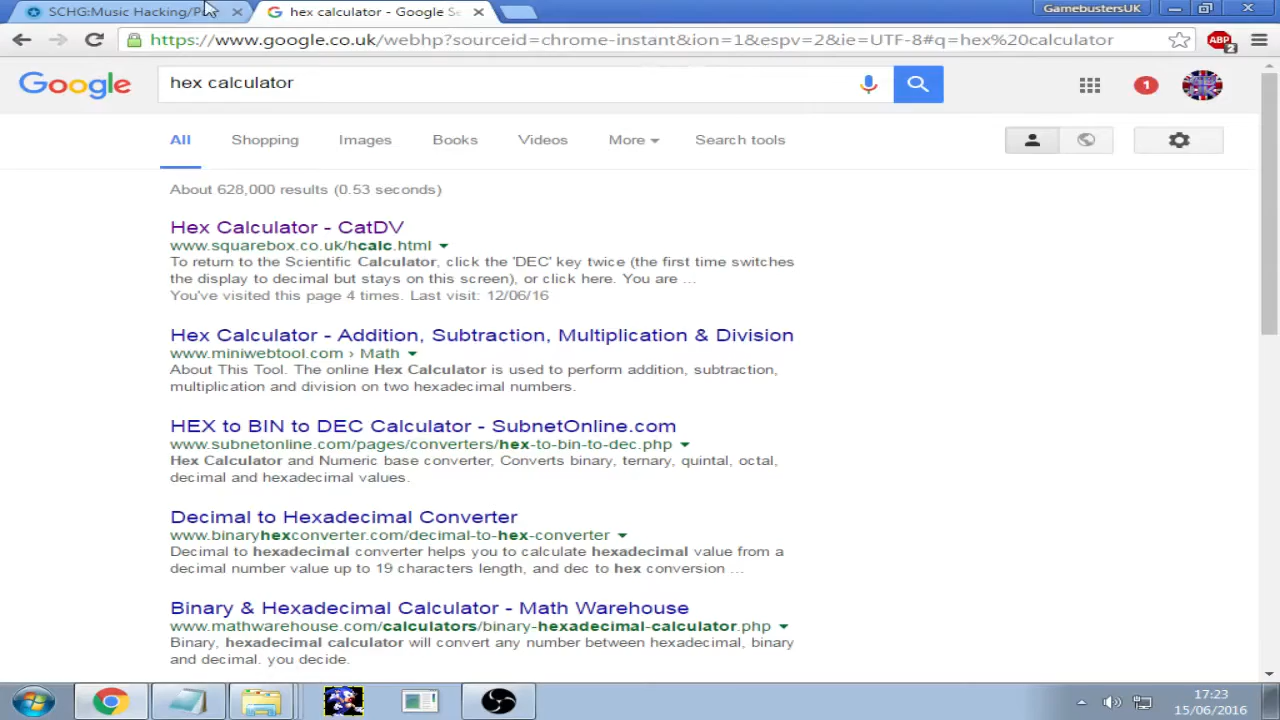 SCHG:Music Hacking/P
hex calculator - Google Se
GamebustersUK
https://www.google.co.uk/webhp?sourceid=chrome-instant&ion=1&espv=2&ie=UTF-8#q=hex%20calculator
ABP
2
Google
hex calculator
1
All
Shopping
Images
Books
Videos
More
Search tools
About 628,000 results (0.53 seconds)
Hex Calculator - CatDV
www.squarebox.co.uk/hcalc.html
To return to the Scientific Calculator, click the 'DEC' key twice (the first time switches
the display to decimal but stays on this screen), or click here. You are ...
You've visited this page 4 times. Last visit: 12/06/16
Hex Calculator - Addition, Subtraction, Multiplication & Division
www.miniwebtool.com › Math
About This Tool. The online Hex Calculator is used to perform addition, subtraction,
multiplication and division on two hexadecimal numbers.
HEX to BIN to DEC Calculator - SubnetOnline.com
www.subnetonline.com/pages/converters/hex-to-bin-to-dec.php
Hex Calculator and Numeric base converter, Converts binary, ternary, quintal, octal,
decimal and hexadecimal values.
Decimal to Hexadecimal Converter
www.binaryhexconverter.com/decimal-to-hex-converter
Decimal to hexadecimal converter helps you to calculate hexadecimal value from a
decimal number value up to 19 characters length, and dec to hex conversion ...
Binary & Hexadecimal Calculator - Math Warehouse
www.mathwarehouse.com/calculators/binary-hexadecimal-calculator.php
Binary, hexadecimal calculator will convert any number between hexadecimal, binary
and decimal. you decide.
17:23
15/06/2016